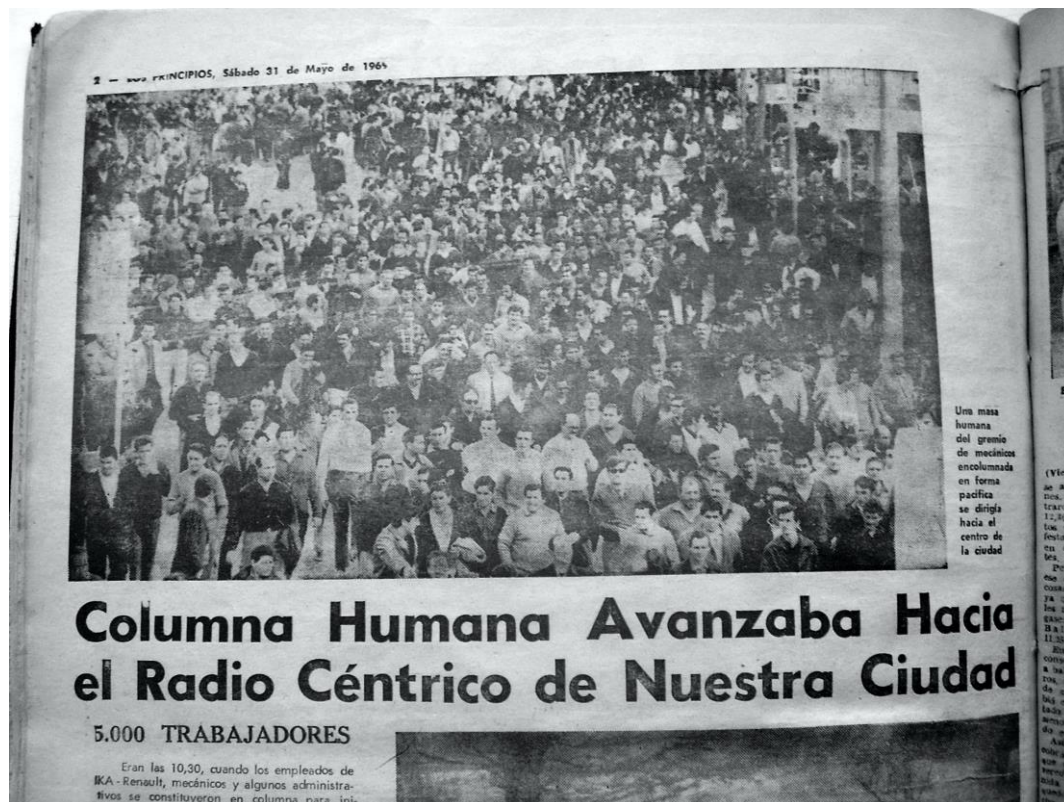 2 — LOS PRINCIPIOS, Sábado 31 de Mayo de 1969
Una masa
humana
del gremio
de mecánicos
encolumnada
en forma
pacífica
se dirigía
hacia el
centro de
la ciudad
Columna Humana Avanzaba Hacia
el Radio Céntrico de Nuestra Ciudad
5.000 TRABAJADORES
Eran las 10,30, cuando los empleados de
IKA - Renault, mecánicos y algunos administra-
tivos se constituyeron en columna para ini-